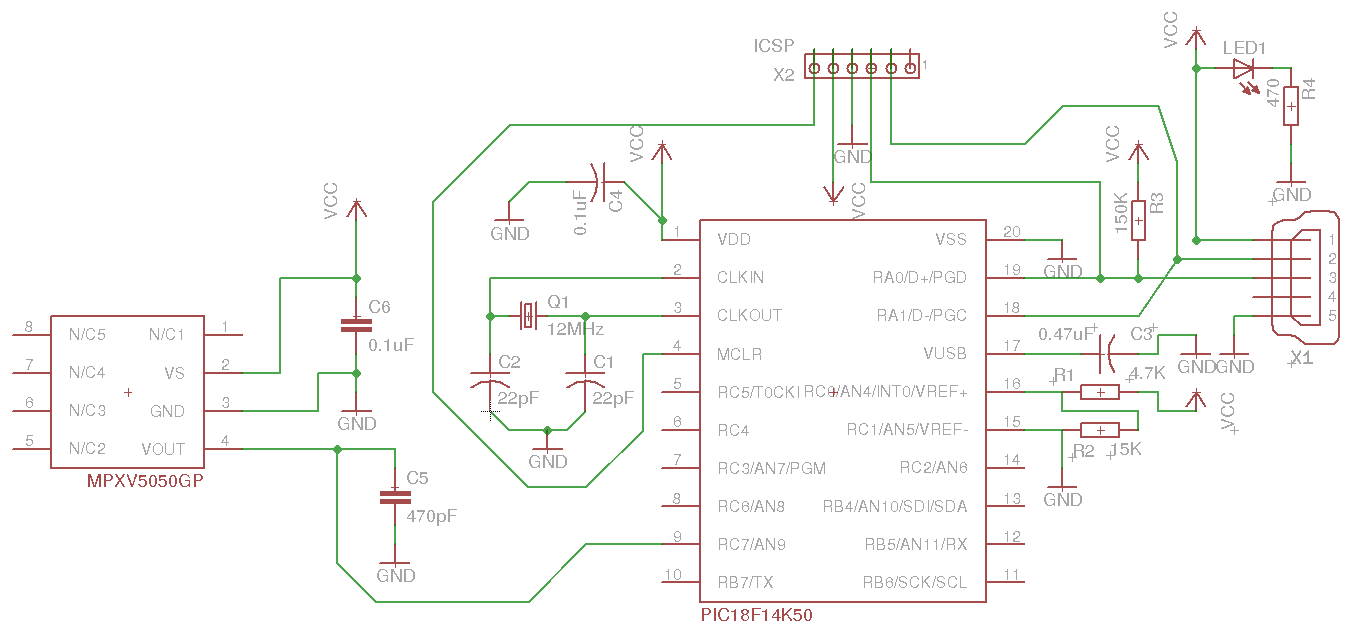 ICSP
X2
1
VCC
LED1
470
R4
GND
VCC
0.1uF
C4
GND
GND
VCC
VCC
150K
R3
VCC
C6
0.1uF
GND
8 N/C5 N/C1 1
7 N/C4 VS 2
6 N/C3 GND 3
5 N/C2 VOUT 4
MPXV5050GP
C5
470pF
GND
Q1
12MHz
C2
22pF
C1
22pF
GND
1 VDD VSS 20
2 CLKIN RA0/D+/PGD 19
3 CLKOUT RA1/D-/PGC 18
4 MCLR VUSB 17
5 RC5/T0CKI RC0/AN4/INT0/VREF+ 16
6 RC4 RC1/AN5/VREF- 15
7 RC3/AN7/PGM RC2/AN6 14
8 RC6/AN8 RB4/AN10/SDI/SDA 13
9 RC7/AN9 RB5/AN11/RX 12
10 RB7/TX RB6/SCK/SCL 11
PIC18F14K50
GND
0.47uF
C3
GND
GND
R1
4.7K
VCC
R2
15K
GND
1
2
3
4
5
X1